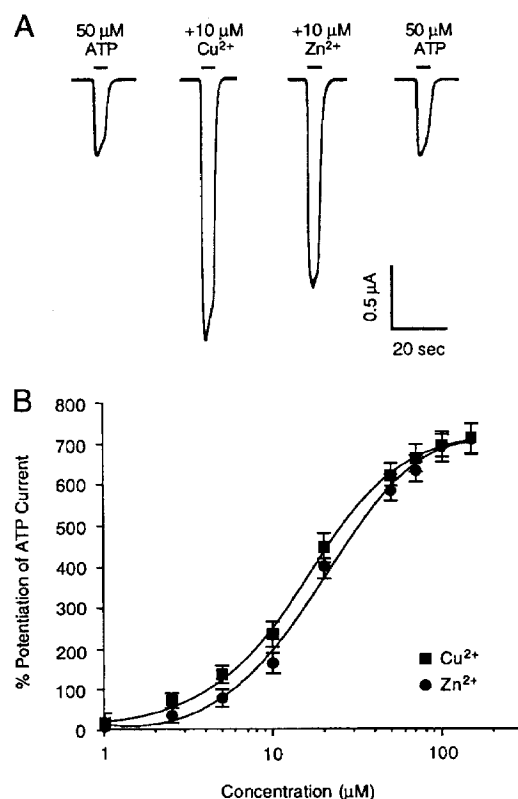 A
50 µM
ATP
+10 µM
Cu2+
+10 µM
Zn2+
50 µM
ATP
0.5 µA
20 sec
B
% Potentiation of ATP Current
800
700
600
500
400
300
200
100
0
Cu2+
Zn2+
1
10
100
Concentration (µM)